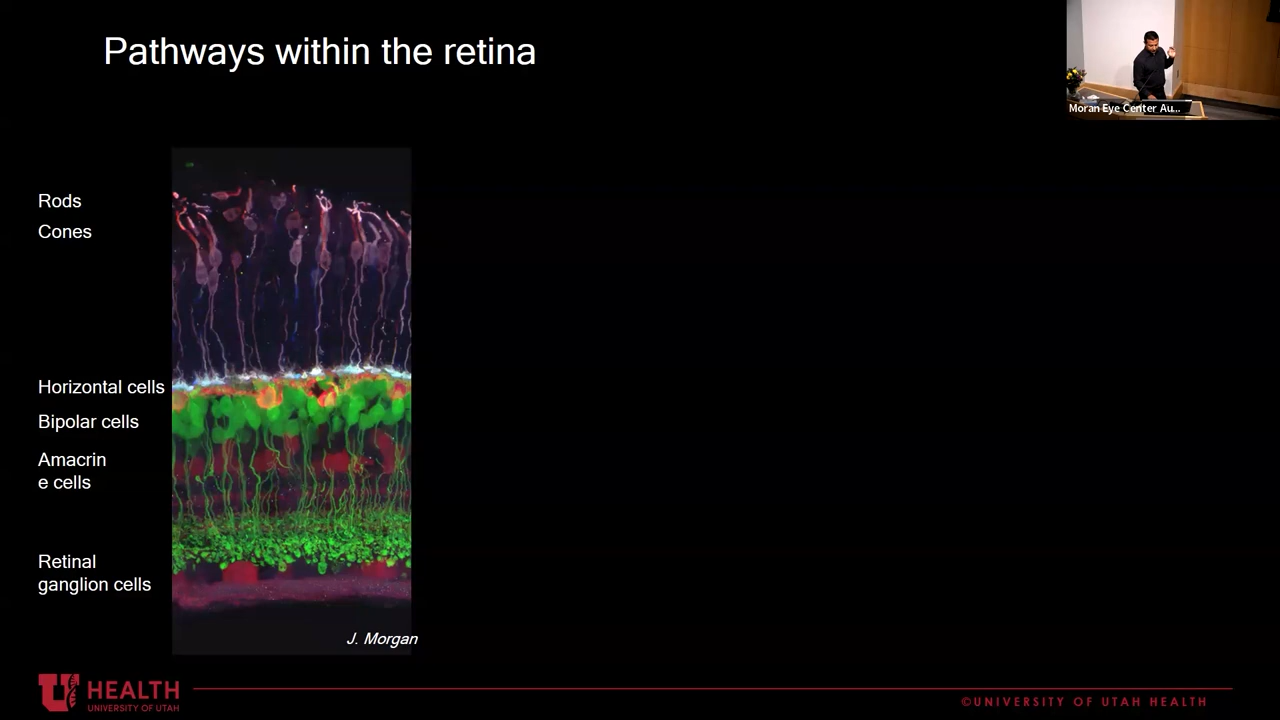 Pathways within the retina
Moran Eye Center Au...
Rods
Cones
Horizontal cells
Bipolar cells
Amacrin
e cells
Retinal
ganglion cells
J. Morgan
U HEALTH
UNIVERSITY OF UTAH
©UNIVERSITY OF UTAH HEALTH